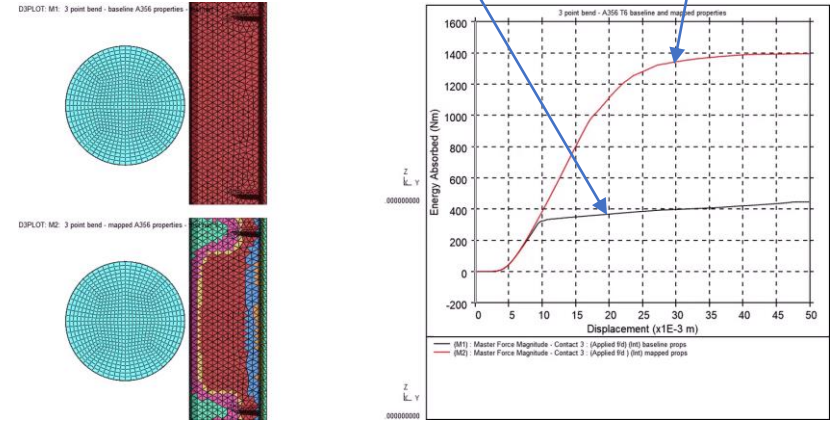 D3PLOT: M1: 3 point bend - baseline A356 properties -
Z
Y
.000000000
D3PLOT: M2: 3 point bend - mapped A356 properties -
Z
Y
.000000000
3 point bend - A356 T6 baseline and mapped properties
Energy Absorbed (Nm)
1600
1400
1200
1000
800
600
400
200
0
-200
0 5 10 15 20 25 30 35 40 45 50
Displacement (x1E-3 m)
(M1) : Master Force Magnitude - Contact 3 : (Applied f/d) (Int) baseline props
(M2) : Master Force Magnitude - Contact 3 : (Applied f/d ) (Int) mapped props